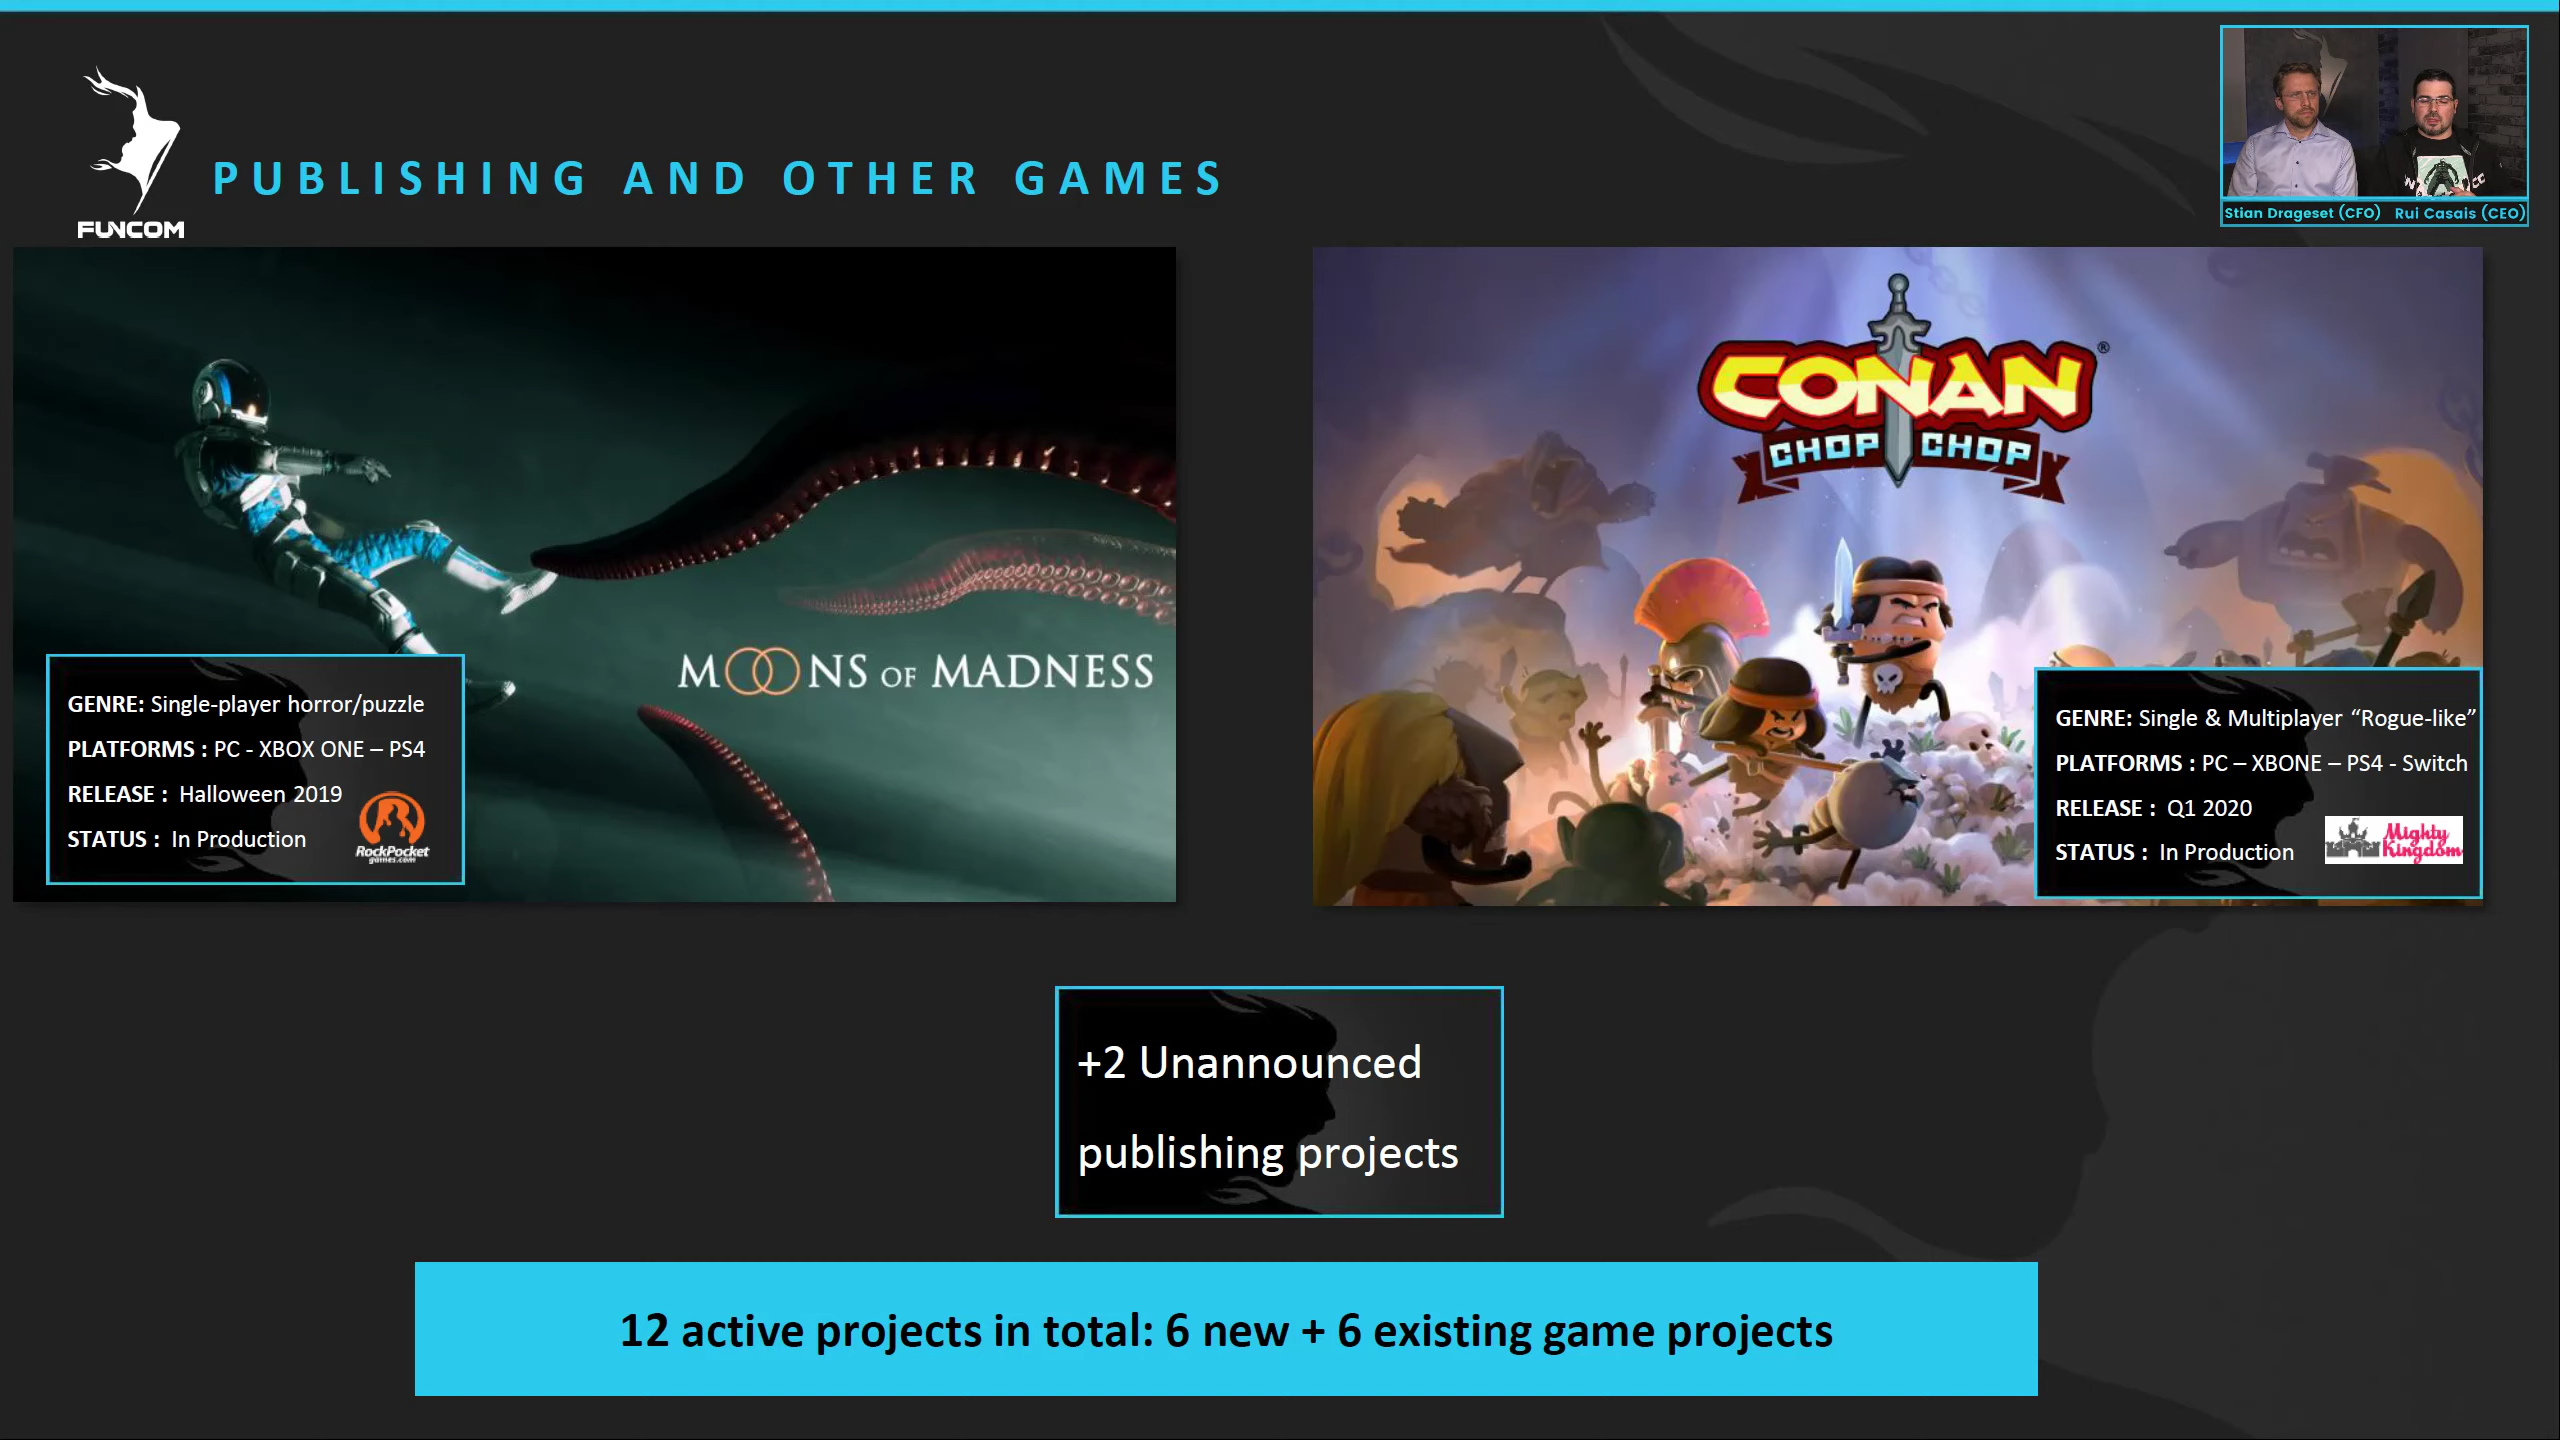 FUNCOM
PUBLISHING AND OTHER GAMES
Stian Drageset (CFO) Rui Casais (CEO)
MOONS OF MADNESS
GENRE: Single-player horror/puzzle
PLATFORMS : PC - XBOX ONE – PS4
RELEASE : Halloween 2019
STATUS : In Production
RockPocket
games.com
CONAN ®
CHOP CHOP
GENRE: Single & Multiplayer “Rogue-like”
PLATFORMS : PC – XBONE – PS4 - Switch
RELEASE : Q1 2020
STATUS : In Production
Mighty
Kingdom
+2 Unannounced
publishing projects
12 active projects in total: 6 new + 6 existing game projects